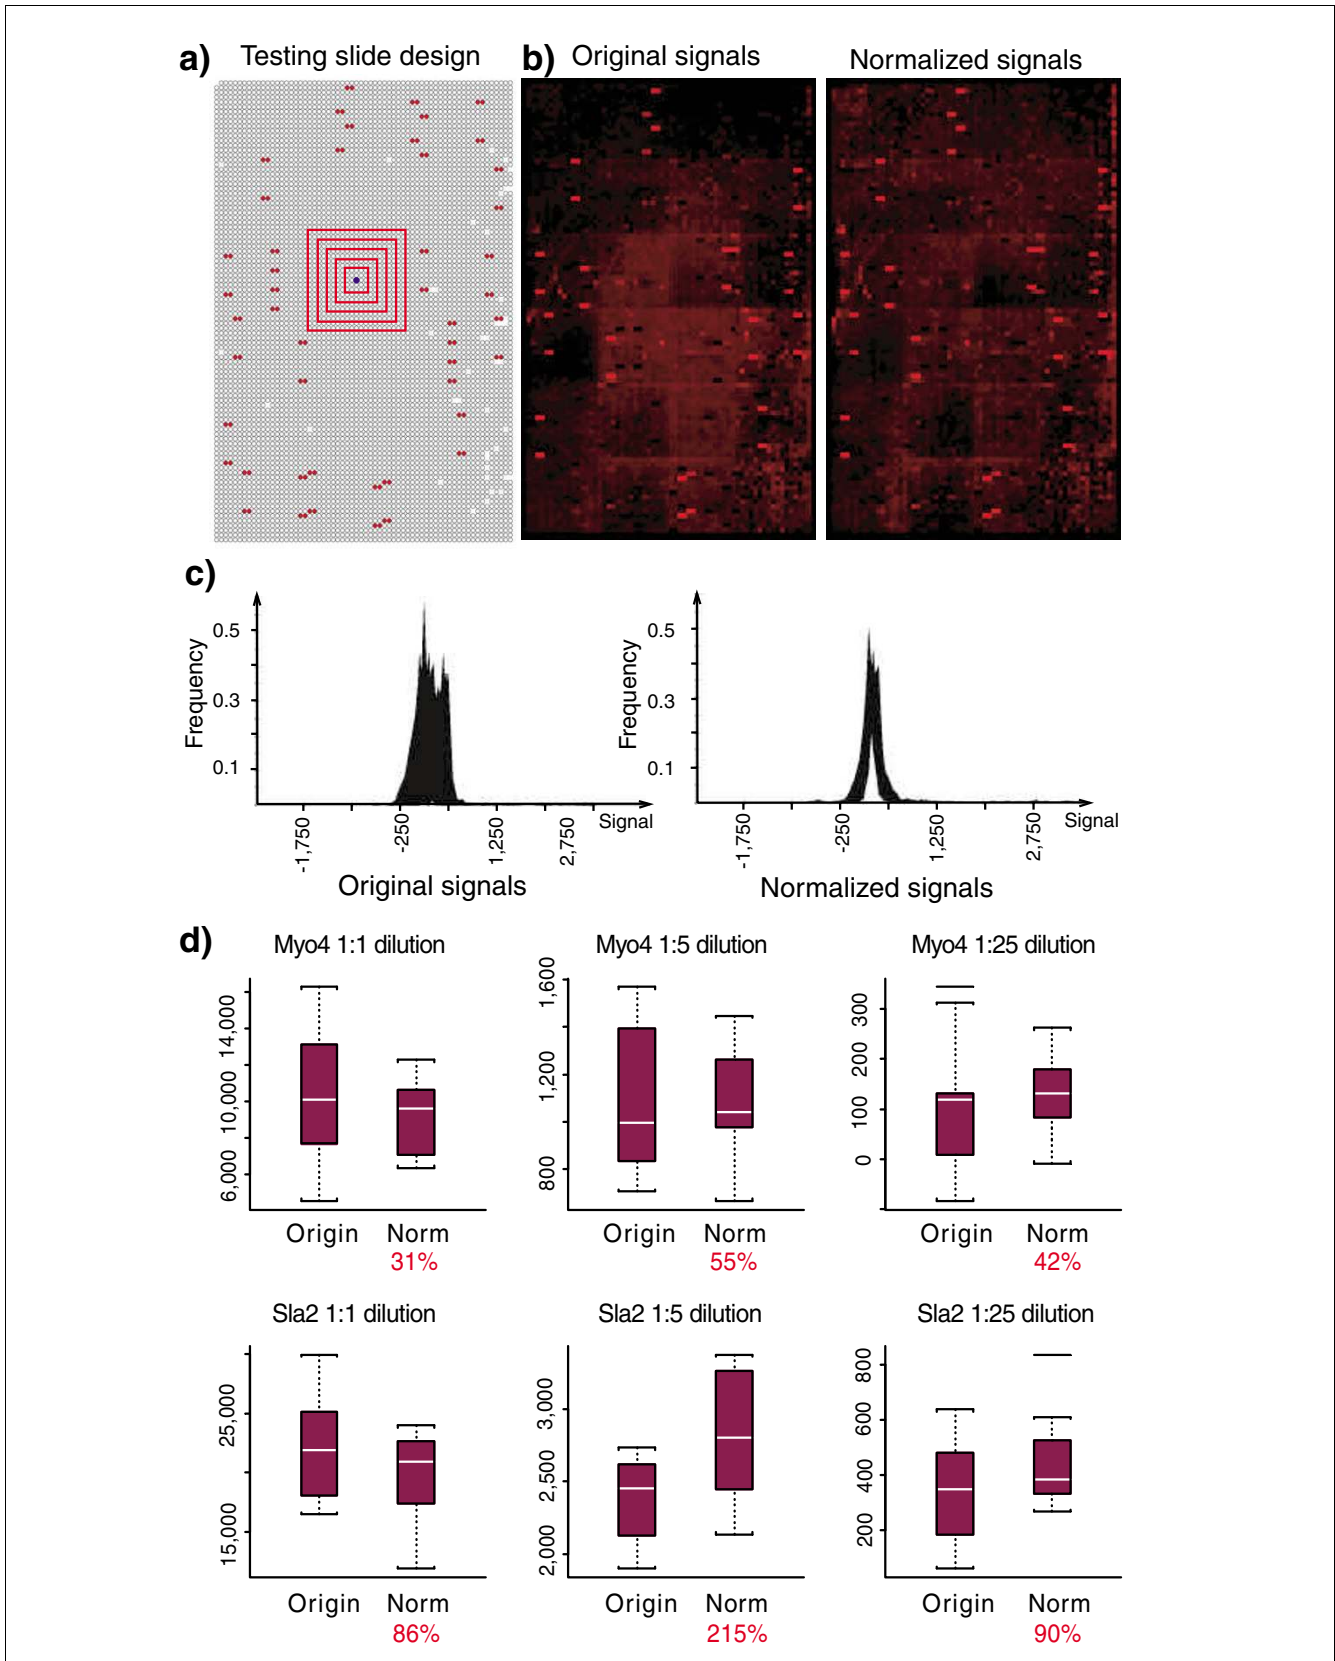 a) Testing slide design
b) Original signals
Normalized signals
c)
Frequency
0.5
0.3
0.1
-1,750
-250
1,250
2,750
Signal
Original signals
Frequency
0.5
0.3
0.1
-1,750
-250
1,250
2,750
Signal
Normalized signals
d)
Myo4 1:1 dilution
14,000
10,000
6,000
Origin Norm
31%
Myo4 1:5 dilution
1,600
1,200
800
Origin Norm
55%
Myo4 1:25 dilution
300
200
100
0
Origin Norm
42%
Sla2 1:1 dilution
25,000
15,000
Origin Norm
86%
Sla2 1:5 dilution
3,000
2,500
2,000
Origin Norm
215%
Sla2 1:25 dilution
800
600
400
200
Origin Norm
90%